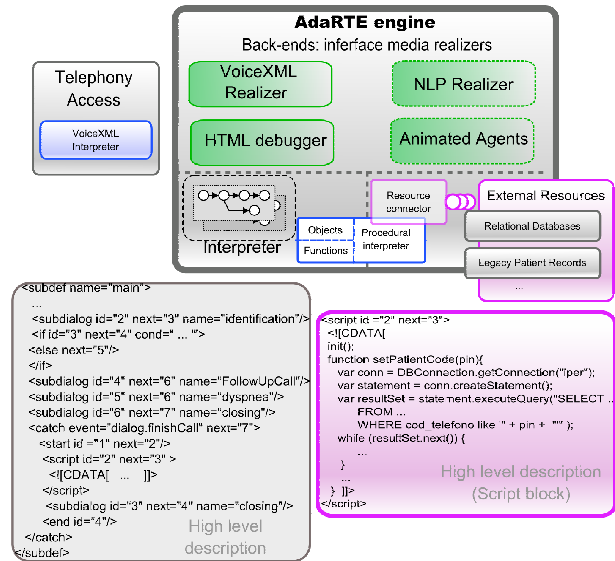 AdaRTE engine
Back-ends: inferface media realizers
Telephony
Access
VoiceXML
Interpreter
VoiceXML
Realizer
NLP Realizer
HTML debugger
Animated Agents
Interpreter
Objects
Functions
Procedural
interpreter
Resource
connector
External Resources
Relational Databases
Legacy Patient Records
...
<subdef name="main">
...
<subdialog id="2" next="3" name="identification"/>
<if id="3" next="4" cond=" ... ">
<else next="5"/>
</if>
<subdialog id="4" next="6" name="FollowUpCall"/>
<subdialog id="5" next="6" name="dyspnea"/>
<subdialog id="6" next="7" name="closing"/>
<catch event="dialog.finishCall" next="7">
<start id ="1" next="2"/>
<script id="2" next="3" >
<![CDATA[ ... ]]>
</script>
<subdialog id="3" next="4" name="closing"/>
<end id="4"/>
</catch>
</subdef>
High level
description
<script id ="2" next="3">
<![CDATA[
init();
function setPatientCode(pin){
var conn = DBConnection.getConnection("iper");
var statement = conn.createStatement();
var resultSet = statement.executeQuery("SELECT ..
FROM ...
WHERE cod_telefono like '" + pin + "'" );
while (resultSet.next()) {
...
}
...
} ]]>
</script>
High level description
(Script block)